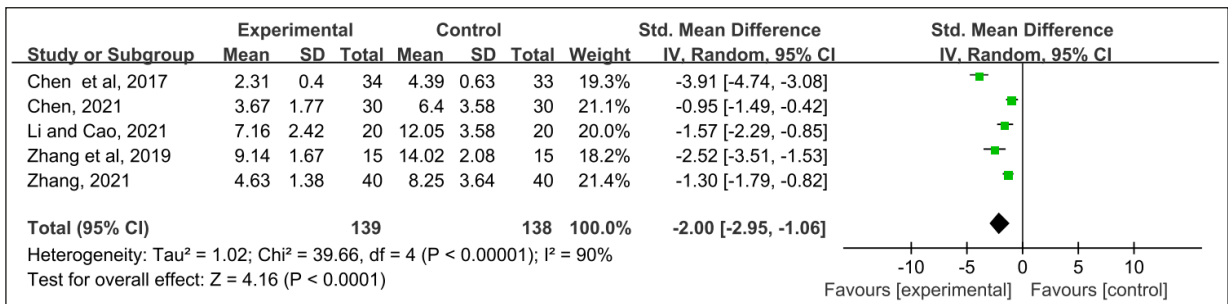 Experimental Control Std. Mean Difference Std. Mean Difference
Study or Subgroup Mean SD Total Mean SD Total Weight IV, Random, 95% CI IV, Random, 95% CI
Chen et al, 2017 2.31 0.4 34 4.39 0.63 33 19.3% -3.91 [-4.74, -3.08]
Chen, 2021 3.67 1.77 30 6.4 3.58 30 21.1% -0.95 [-1.49, -0.42]
Li and Cao, 2021 7.16 2.42 20 12.05 3.58 20 20.0% -1.57 [-2.29, -0.85]
Zhang et al, 2019 9.14 1.67 15 14.02 2.08 15 18.2% -2.52 [-3.51, -1.53]
Zhang, 2021 4.63 1.38 40 8.25 3.64 40 21.4% -1.30 [-1.79, -0.82]
Total (95% CI) 139 138 100.0% -2.00 [-2.95, -1.06]
Heterogeneity: Tau² = 1.02; Chi² = 39.66, df = 4 (P < 0.00001); I² = 90%
Test for overall effect: Z = 4.16 (P < 0.0001)
-10 -5 0 5 10
Favours [experimental] Favours [control]